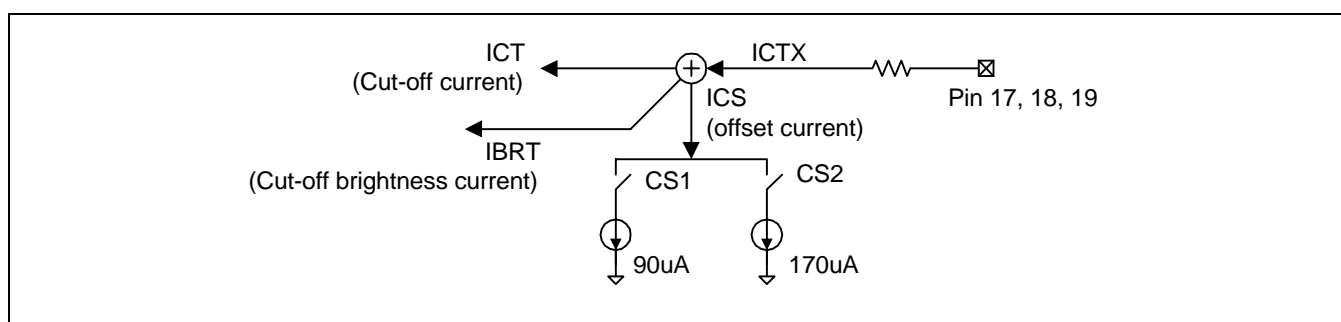 ICT
(Cut-off current)
ICTX
Pin 17, 18, 19
ICS
(offset current)
IBRT
(Cut-off brightness current)
CS1
CS2
90uA
170uA